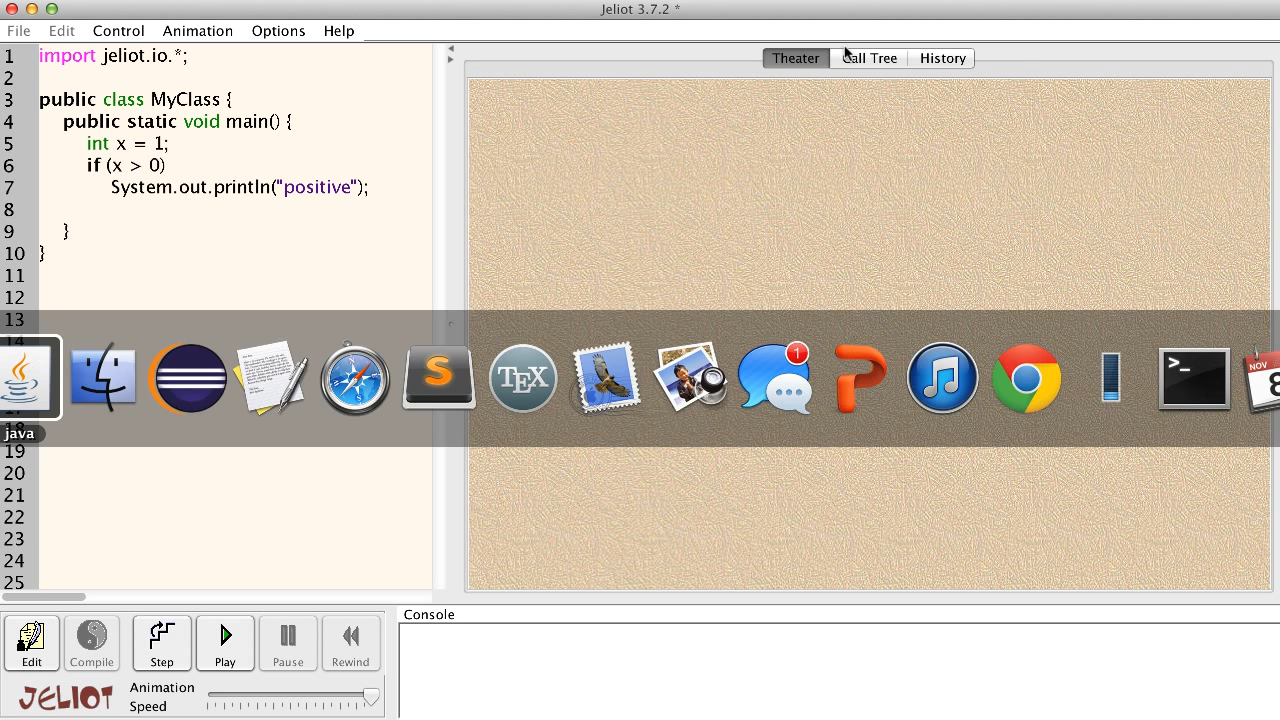 Jeliot 3.7.2 *
File Edit Control Animation Options Help
Theater Call Tree History
1 import jeliot.io.*;
2
3 public class MyClass {
4 public static void main() {
5 int x = 1;
6 if (x > 0)
7 System.out.println("positive");
8
9 }
10 }
11
12
13
S TEX 1 >_ NOV 8
java
19
20
21
22
23
24
25
Console
Edit Compile Step Play Pause Rewind
JELIOT Animation Speed